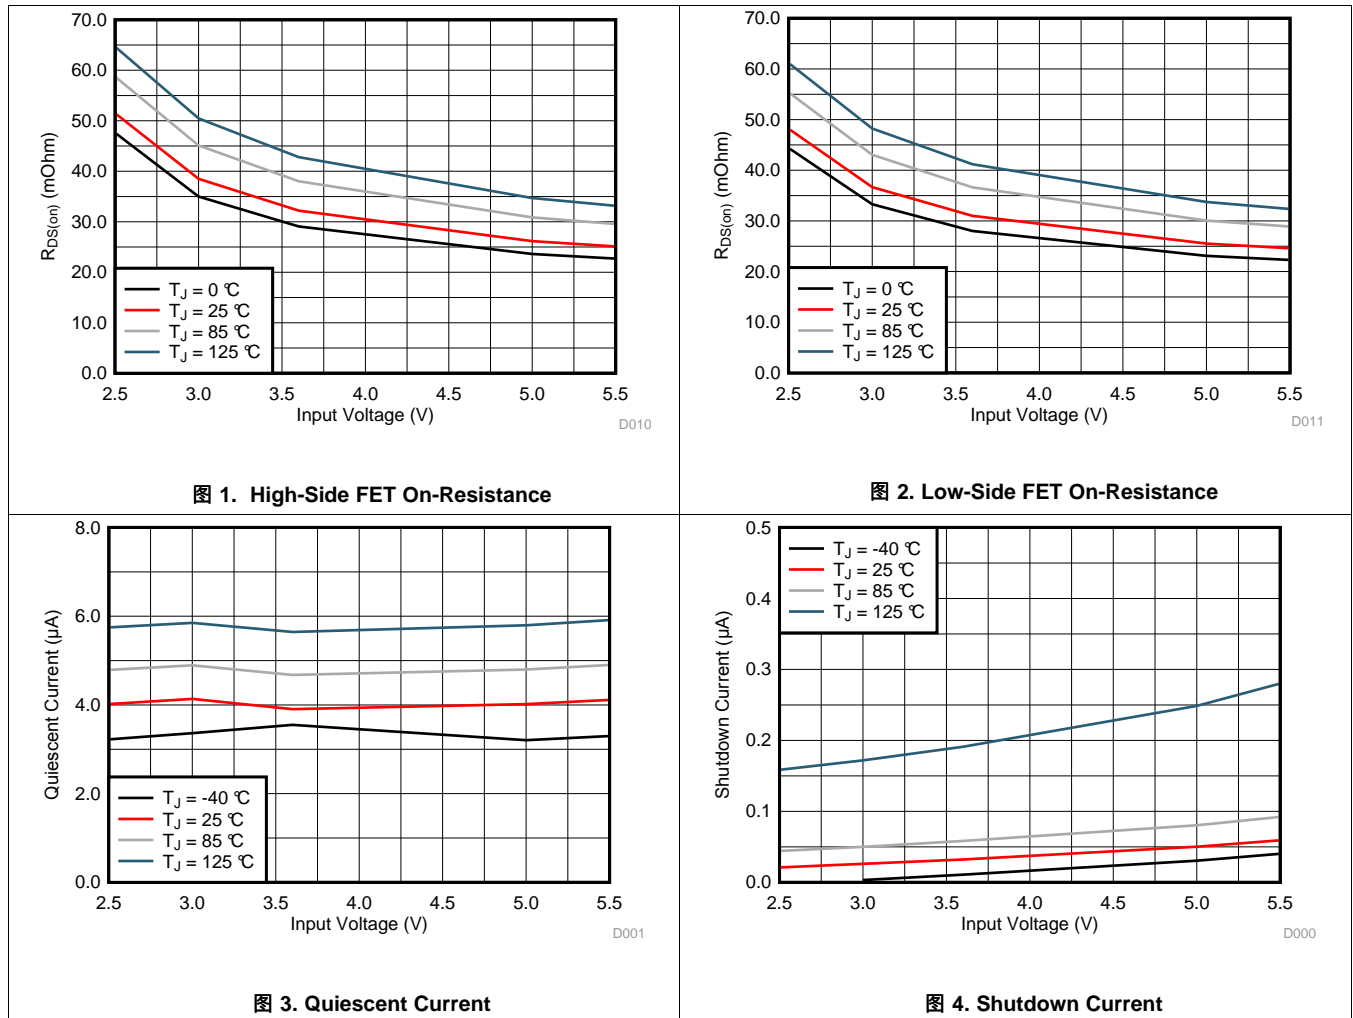 70.0
60.0
50.0
40.0
30.0
20.0
10.0
0.0
RDS(on) (mOhm)
TJ = 0 °C
TJ = 25 °C
TJ = 85 °C
TJ = 125 °C
2.5 3.0 3.5 4.0 4.5 5.0 5.5
Input Voltage (V)
D010
图 1. High-Side FET On-Resistance
70.0
60.0
50.0
40.0
30.0
20.0
10.0
0.0
RDS(on) (mOhm)
TJ = 0 °C
TJ = 25 °C
TJ = 85 °C
TJ = 125 °C
2.5 3.0 3.5 4.0 4.5 5.0 5.5
Input Voltage (V)
D011
图 2. Low-Side FET On-Resistance
8.0
6.0
4.0
2.0
0.0
Quiescent Current (µA)
TJ = -40 °C
TJ = 25 °C
TJ = 85 °C
TJ = 125 °C
2.5 3.0 3.5 4.0 4.5 5.0 5.5
Input Voltage (V)
D001
图 3. Quiescent Current
0.5
0.4
0.3
0.2
0.1
0.0
Shutdown Current (µA)
TJ = -40 °C
TJ = 25 °C
TJ = 85 °C
TJ = 125 °C
2.5 3.0 3.5 4.0 4.5 5.0 5.5
Input Voltage (V)
D000
图 4. Shutdown Current